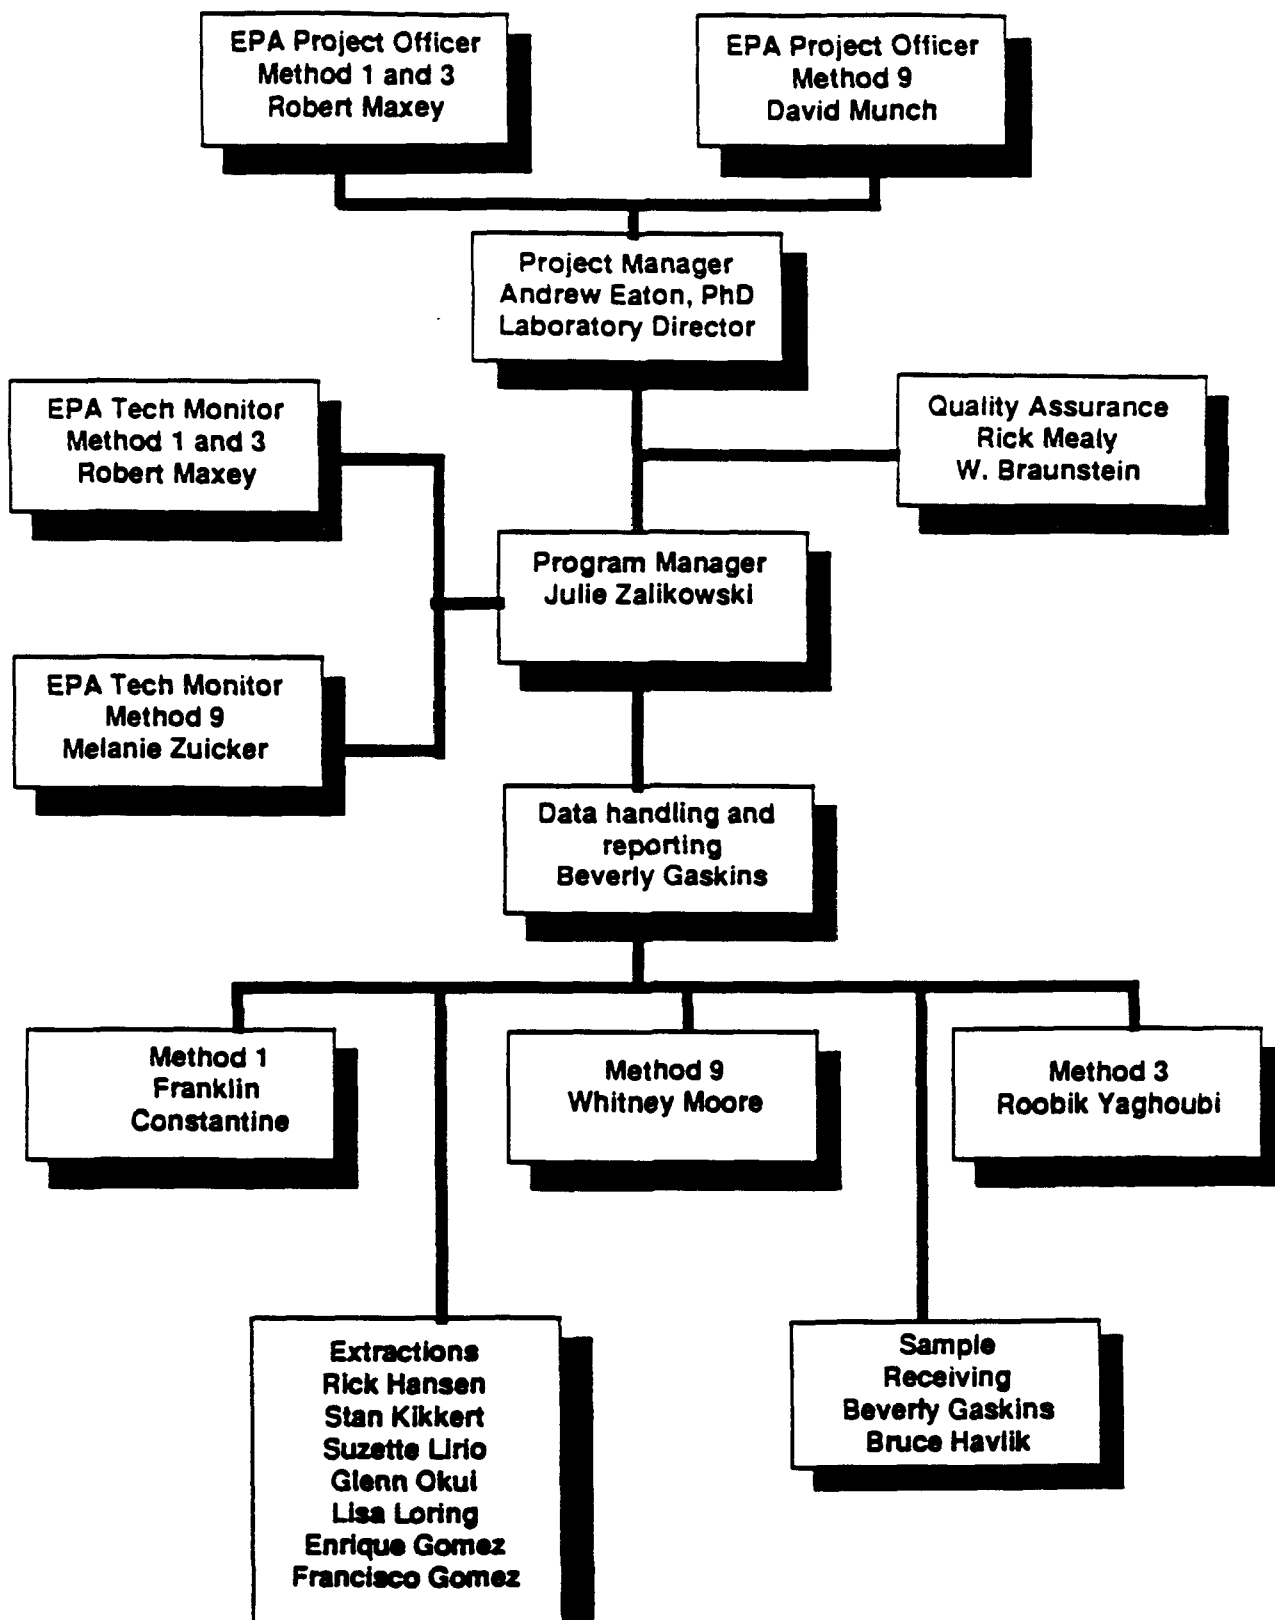 EPA Project Officer
Method 1 and 3
Robert Maxey
EPA Project Officer
Method 9
David Munch
Project Manager
Andrew Eaton, PhD
Laboratory Director
EPA Tech Monitor
Method 1 and 3
Robert Maxey
Quality Assurance
Rick Mealy
W. Braunstein
Program Manager
Julie Zalikowski
EPA Tech Monitor
Method 9
Melanie Zuicker
Data handling and
reporting
Beverly Gaskins
Method 1
Franklin
Constantine
Method 9
Whitney Moore
Method 3
Roobik Yaghoubi
Extractions
Rick Hansen
Stan Kikkert
Suzette Lirio
Glenn Okui
Lisa Loring
Enrique Gomez
Francisco Gomez
Sample
Receiving
Beverly Gaskins
Bruce Havlik